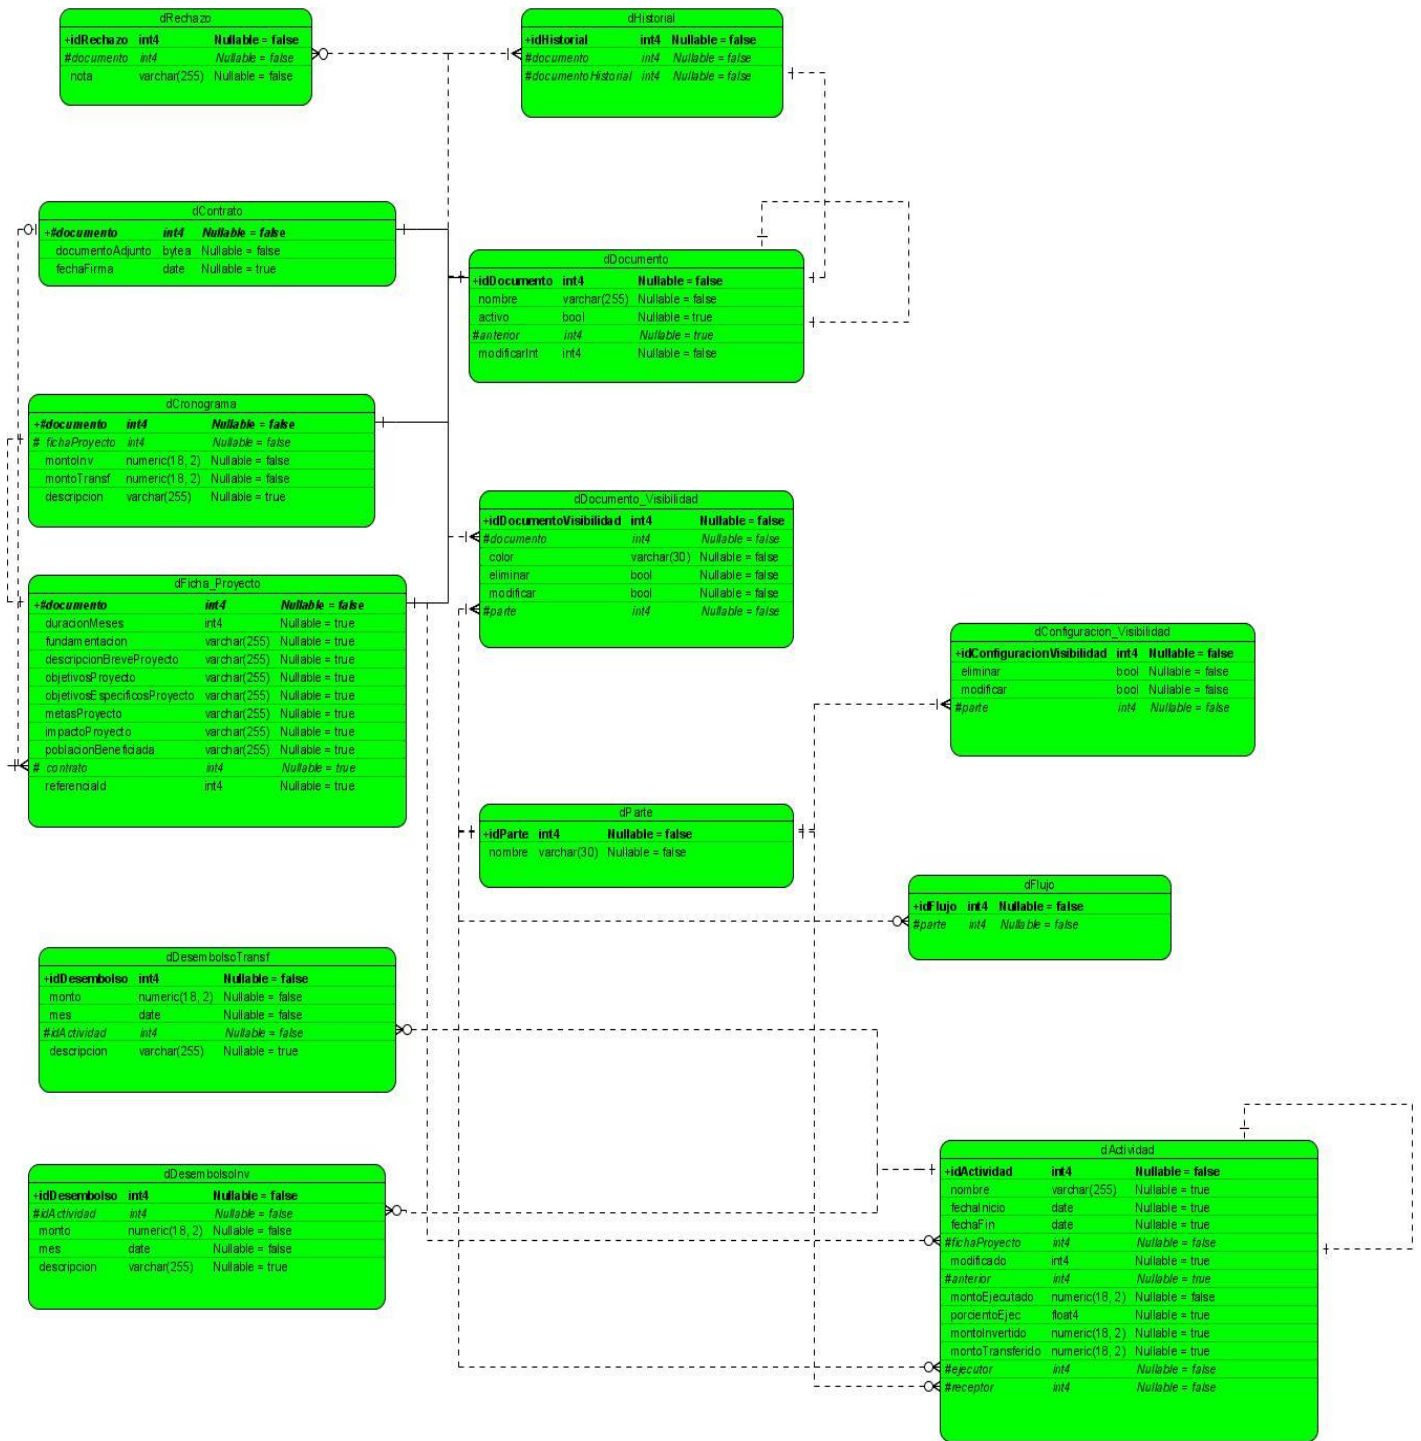 dRechazo
+idRechazo int4 Nullable = false
#documento int4 Nullable = false
nota varchar(255) Nullable = false
dHistorial
+idHistorial int4 Nullable = false
#documento int4 Nullable = false
#documentoHistorial int4 Nullable = false
dContrato
+#documento int4 Nullable = false
documentoAdjunto bytea Nullable = false
fechaFirma date Nullable = true
dDocumento
+idDocumento int4 Nullable = false
nombre varchar(255) Nullable = false
activo bool Nullable = true
#anterior int4 Nullable = true
modificarInt int4 Nullable = false
dCronograma
+#documento int4 Nullable = false
# fichaProyecto int4 Nullable = false
montoInv numeric(18, 2) Nullable = false
montoTransf numeric(18, 2) Nullable = false
descripcion varchar(255) Nullable = true
dDocumento_Visibilidad
+idDocumentoVisibilidad int4 Nullable = false
#documento int4 Nullable = false
color varchar(30) Nullable = false
eliminar bool Nullable = false
modificar bool Nullable = false
#parte int4 Nullable = false
dFicha_Proyecto
+#documento int4 Nullable = false
duracionMeses int4 Nullable = true
fundamentacion varchar(255) Nullable = true
descripcionBreveProyecto varchar(255) Nullable = true
objetivosProyecto varchar(255) Nullable = true
objetivosEspecificosProyecto varchar(255) Nullable = true
metasProyecto varchar(255) Nullable = true
impactoProyecto varchar(255) Nullable = true
poblacionBeneficiada varchar(255) Nullable = true
# contrato int4 Nullable = true
referenciaId int4 Nullable = true
dConfiguracion_Visibilidad
+idConfiguracionVisibilidad int4 Nullable = false
eliminar bool Nullable = false
modificar bool Nullable = false
#parte int4 Nullable = false
dParte
+idParte int4 Nullable = false
nombre varchar(30) Nullable = false
dFlujo
+idFlujo int4 Nullable = false
#parte int4 Nullable = false
dDesembolsoTransf
+idDesembolso int4 Nullable = false
monto numeric(18, 2) Nullable = false
mes date Nullable = false
#idActividad int4 Nullable = false
descripcion varchar(255) Nullable = true
dDesembolsoInv
+idDesembolso int4 Nullable = false
#idActividad int4 Nullable = false
monto numeric(18, 2) Nullable = false
mes date Nullable = false
descripcion varchar(255) Nullable = true
dActividad
+idActividad int4 Nullable = false
nombre varchar(255) Nullable = true
fechaInicio date Nullable = true
fechaFin date Nullable = true
#fichaProyecto int4 Nullable = false
modificado int4 Nullable = true
#anterior int4 Nullable = true
montoEjecutado numeric(18, 2) Nullable = false
porcientoEjec float4 Nullable = true
montoInvertido numeric(18, 2) Nullable = true
montoTransferido numeric(18, 2) Nullable = true
#ejecutor int4 Nullable = false
#receptor int4 Nullable = false